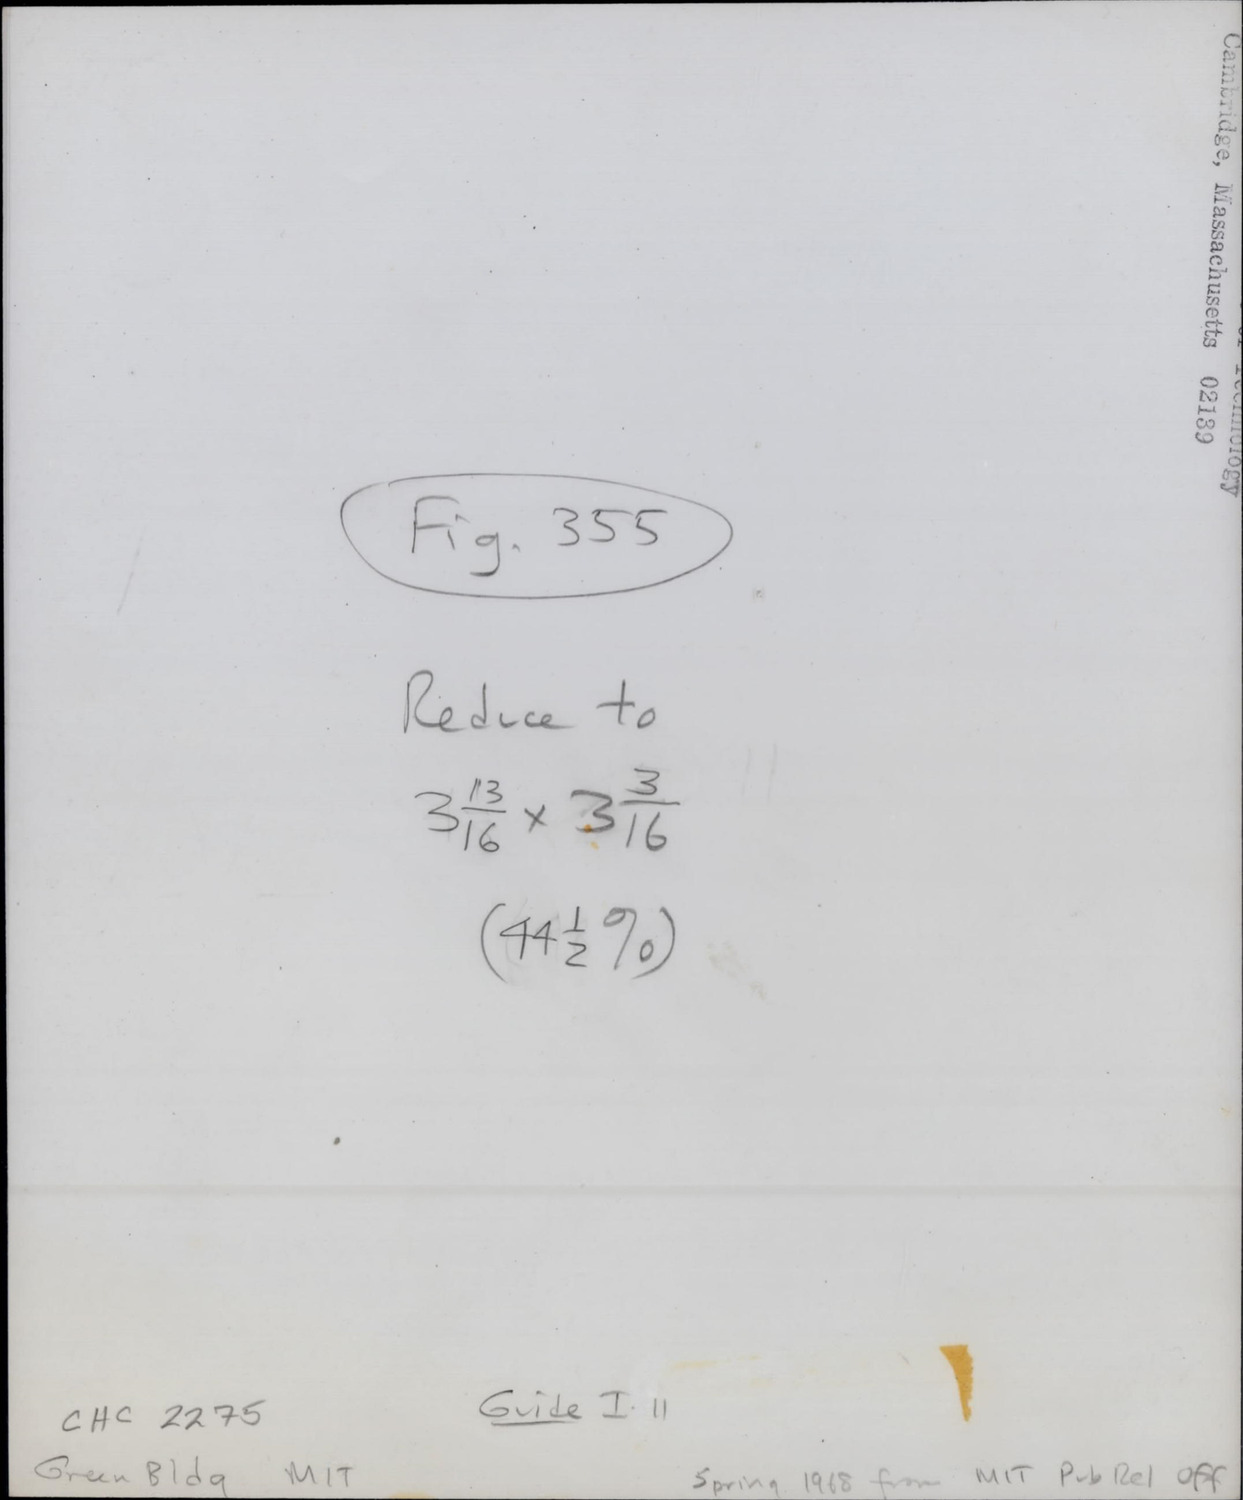 Technology
Cambridge, Massachusetts 02139
Fig. 355
Reduce to
3 13/16 x 3 3/16
(44 1/2 %)
CHC 2275
Guide I. 11
Green Bldg MIT
Spring 1968 from MIT Pub Rel Off